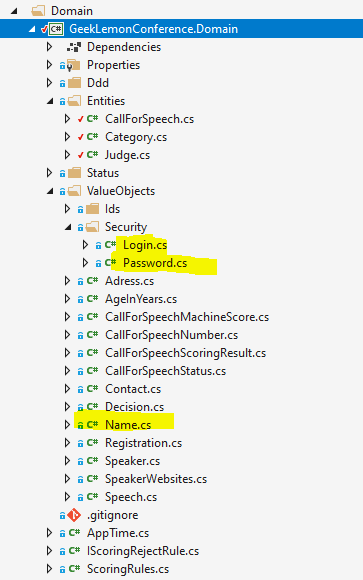 Domain
C# GeekLemonConference.Domain
Dependencies
Properties
Ddd
Entities
C# CallForSpeech.cs
C# Category.cs
C# Judge.cs
Status
ValueObjects
Ids
Security
C# Login.cs
C# Password.cs
C# Adress.cs
C# AgeInYears.cs
C# CallForSpeechMachineScore.cs
C# CallForSpeechNumber.cs
C# CallForSpeechScoringResult.cs
C# CallForSpeechStatus.cs
C# Contact.cs
C# Decision.cs
C# Name.cs
C# Registration.cs
C# Speaker.cs
C# SpeakerWebsites.cs
C# Speech.cs
.gitignore
C# AppTime.cs
C# IScoringRejectRule.cs
C# ScoringRules.cs